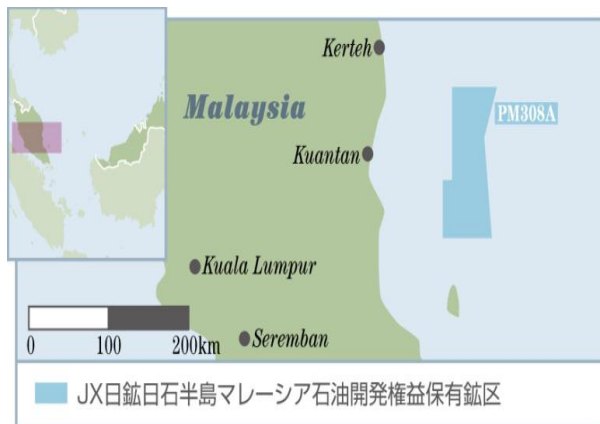 Kerteh
Malaysia
PM308A
Kuantan
Kuala Lumpur
Seremban
0 100 200km
JX日鉱日石半島マレーシア石油開発権益保有鉱区